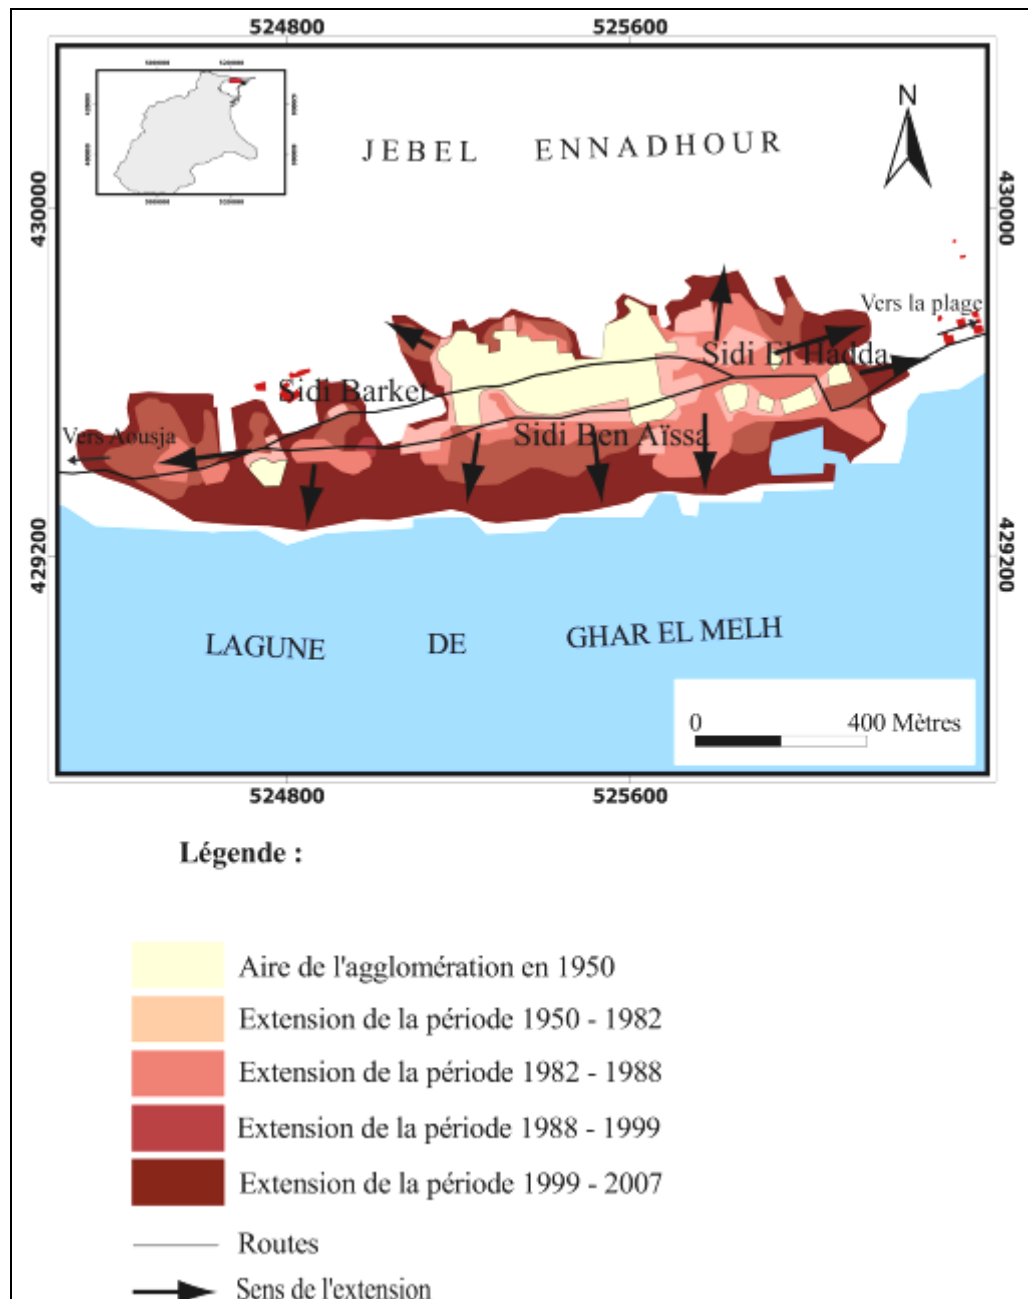 524800 525600
N
JEBEL ENNADHOUR
430000 430000
Vers la plage
Sidi El Hadda
Sidi Barket
Sidi Ben Aïssa
Vers Aousja
429200 429200
LAGUNE DE GHAR EL MELH
0 400 Mètres
524800 525600
Légende :
Aire de l'agglomération en 1950
Extension de la période 1950 - 1982
Extension de la période 1982 - 1988
Extension de la période 1988 - 1999
Extension de la période 1999 - 2007
Routes
Sens de l'extension